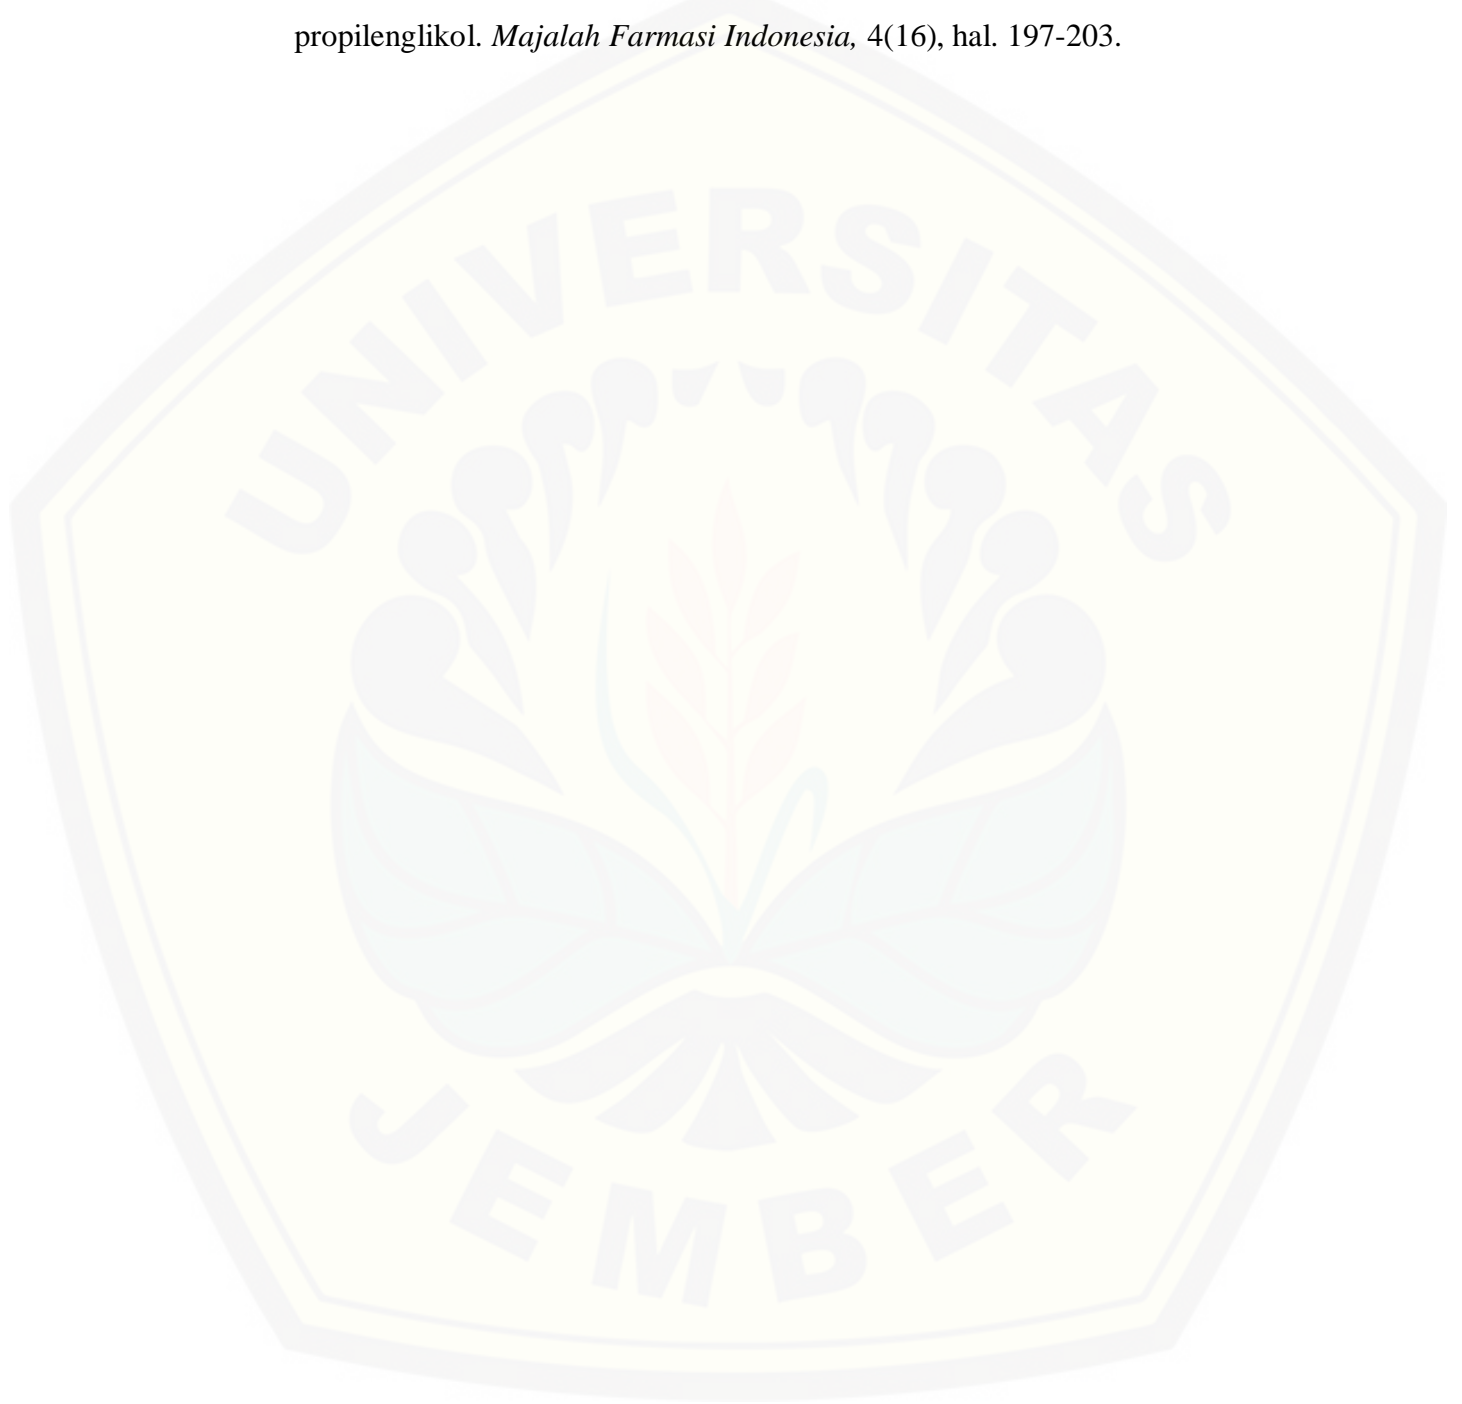 propilenglikol. Majalah Farmasi Indonesia, 4(16), hal. 197-203.
UNIVERSITAS
JEMBER